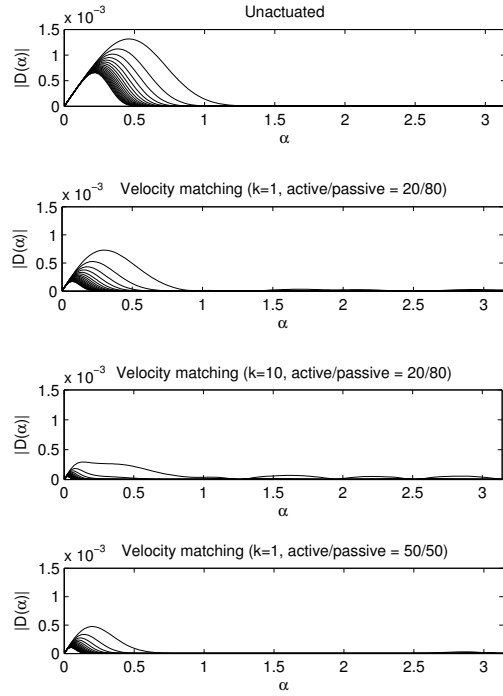 Unactuated
x 10⁻³
1.5
1
0.5
0
|D(α)|
0 0.5 1 1.5 2 2.5 3
α
Velocity matching (k=1, active/passive = 20/80)
x 10⁻³
1.5
1
0.5
0
|D(α)|
0 0.5 1 1.5 2 2.5 3
α
Velocity matching (k=10, active/passive = 20/80)
x 10⁻³
1.5
1
0.5
0
|D(α)|
0 0.5 1 1.5 2 2.5 3
α
Velocity matching (k=1, active/passive = 50/50)
x 10⁻³
1.5
1
0.5
0
|D(α)|
0 0.5 1 1.5 2 2.5 3
α